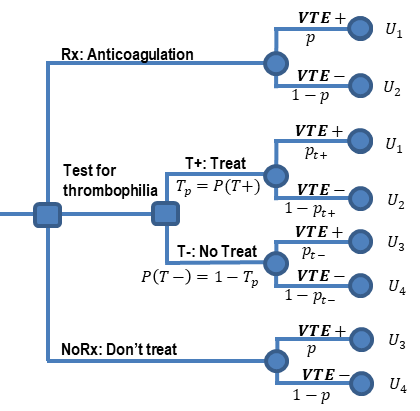 VTE +
p
U₁
Rx: Anticoagulation
VTE −
1 − p
U₂
VTE +
pₜ₊
U₁
T+: Treat
Tₚ = P(T+)
Test for
thrombophilia
VTE −
1 − pₜ₊
U₂
VTE +
pₜ₋
U₃
T-: No Treat
P(T −) = 1 − Tₚ
VTE −
1 − pₜ₋
U₄
VTE +
p
U₃
NoRx: Don’t treat
VTE −
1 − p
U₄